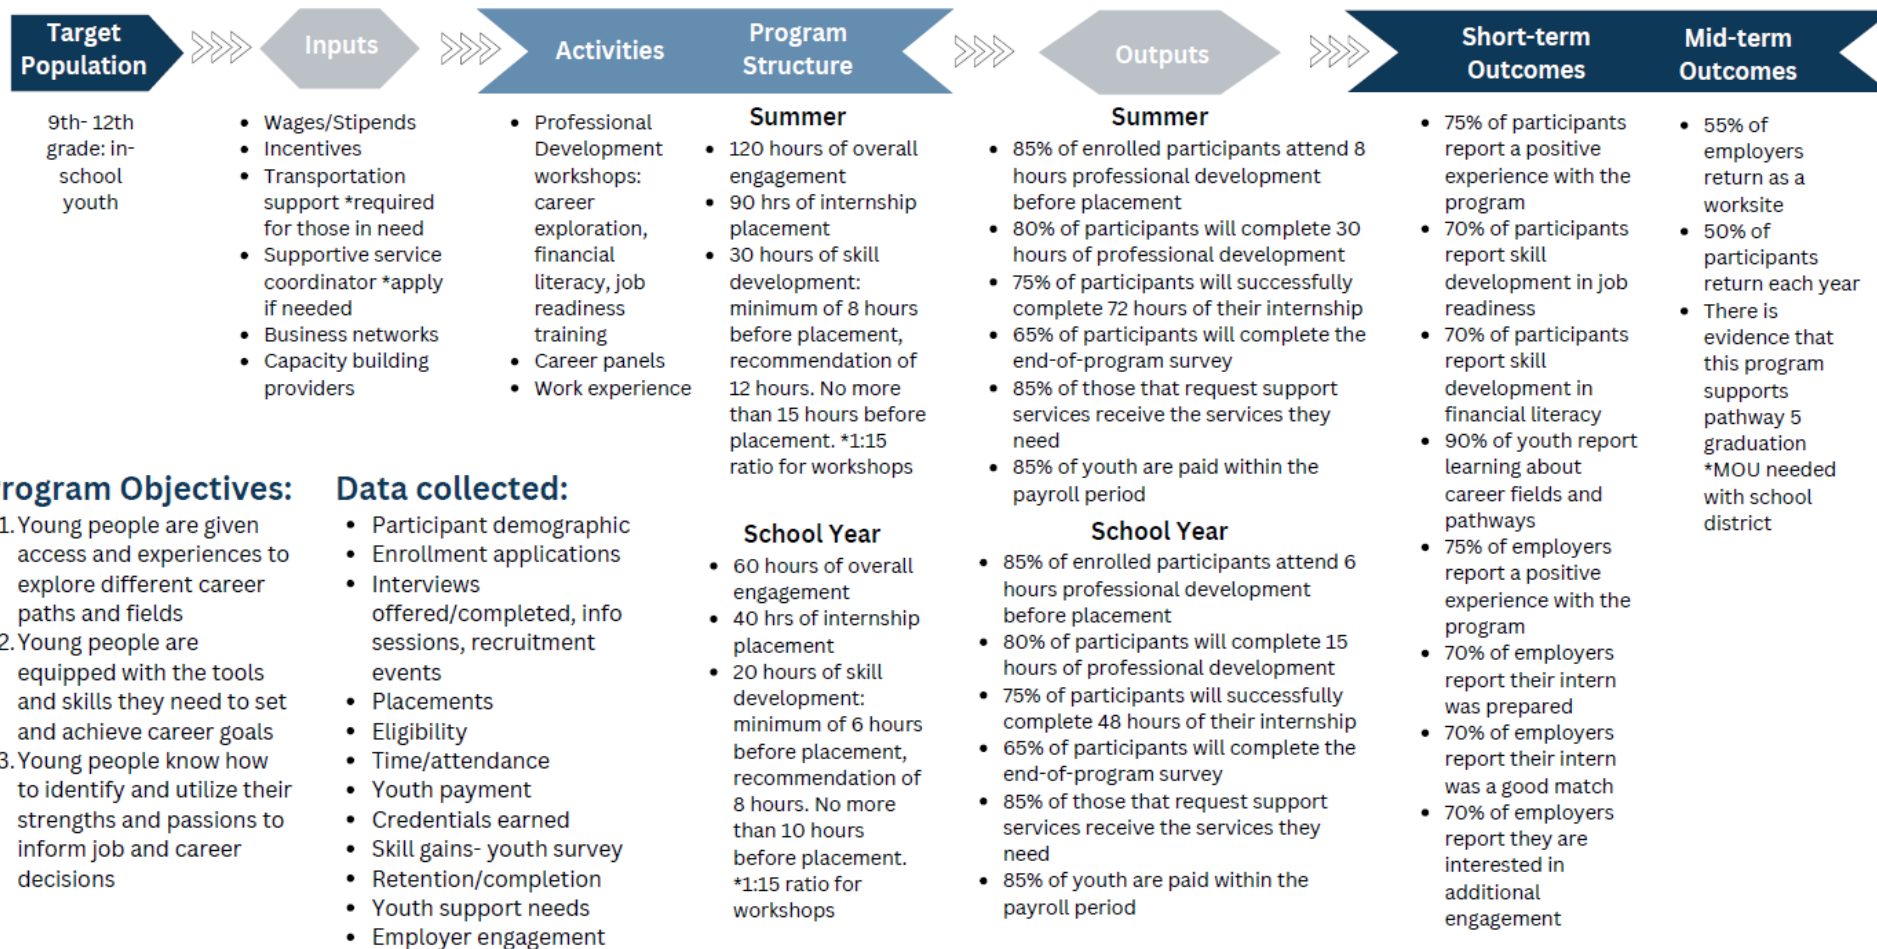 Target
Population
Inputs
Activities
Program
Structure
Outputs
Short-term
Outcomes
Mid-term
Outcomes
9th- 12th
grade: in-
school
youth
• Wages/Stipends
• Incentives
• Transportation
support *required
for those in need
• Supportive service
coordinator *apply
if needed
• Business networks
• Capacity building
providers
• Professional
Development
workshops:
career
exploration,
financial
literacy, job
readiness
training
• Career panels
• Work experience
Summer
• 120 hours of overall
engagement
• 90 hrs of internship
placement
• 30 hours of skill
development:
minimum of 8 hours
before placement,
recommendation of
12 hours. No more
than 15 hours before
placement. *1:15
ratio for workshops
School Year
• 60 hours of overall
engagement
• 40 hrs of internship
placement
• 20 hours of skill
development:
minimum of 6 hours
before placement,
recommendation of
8 hours. No more
than 10 hours
before placement.
*1:15 ratio for
workshops
Summer
• 85% of enrolled participants attend 8
hours professional development
before placement
• 80% of participants will complete 30
hours of professional development
• 75% of participants will successfully
complete 72 hours of their internship
• 65% of participants will complete the
end-of-program survey
• 85% of those that request support
services receive the services they
need
• 85% of youth are paid within the
payroll period
School Year
• 85% of enrolled participants attend 6
hours professional development
before placement
• 80% of participants will complete 15
hours of professional development
• 75% of participants will successfully
complete 48 hours of their internship
• 65% of participants will complete the
end-of-program survey
• 85% of those that request support
services receive the services they
need
• 85% of youth are paid within the
payroll period
• 75% of participants
report a positive
experience with the
program
• 70% of participants
report skill
development in job
readiness
• 70% of participants
report skill
development in
financial literacy
• 90% of youth report
learning about
career fields and
pathways
• 75% of employers
report a positive
experience with the
program
• 70% of employers
report their intern
was prepared
• 70% of employers
report their intern
was a good match
• 70% of employers
report they are
interested in
additional
engagement
• 55% of
employers
return as a
worksite
• 50% of
participants
return each year
• There is
evidence that
this program
supports
pathway 5
graduation
*MOU needed
with school
district
rogram Objectives:
1. Young people are given
access and experiences to
explore different career
paths and fields
2. Young people are
equipped with the tools
and skills they need to set
and achieve career goals
3. Young people know how
to identify and utilize their
strengths and passions to
inform job and career
decisions
Data collected:
• Participant demographic
• Enrollment applications
• Interviews
offered/completed, info
sessions, recruitment
events
• Placements
• Eligibility
• Time/attendance
• Youth payment
• Credentials earned
• Skill gains- youth survey
• Retention/completion
• Youth support needs
• Employer engagement